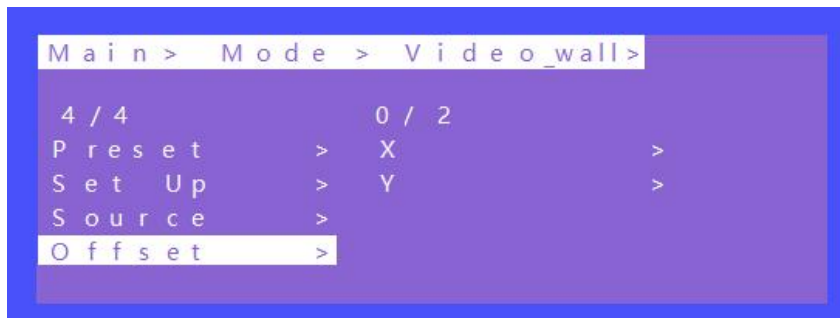 Main> Mode > Video_wall>
4/4 0/ 2
Preset > X >
Set Up > Y >
Source >
Offset >